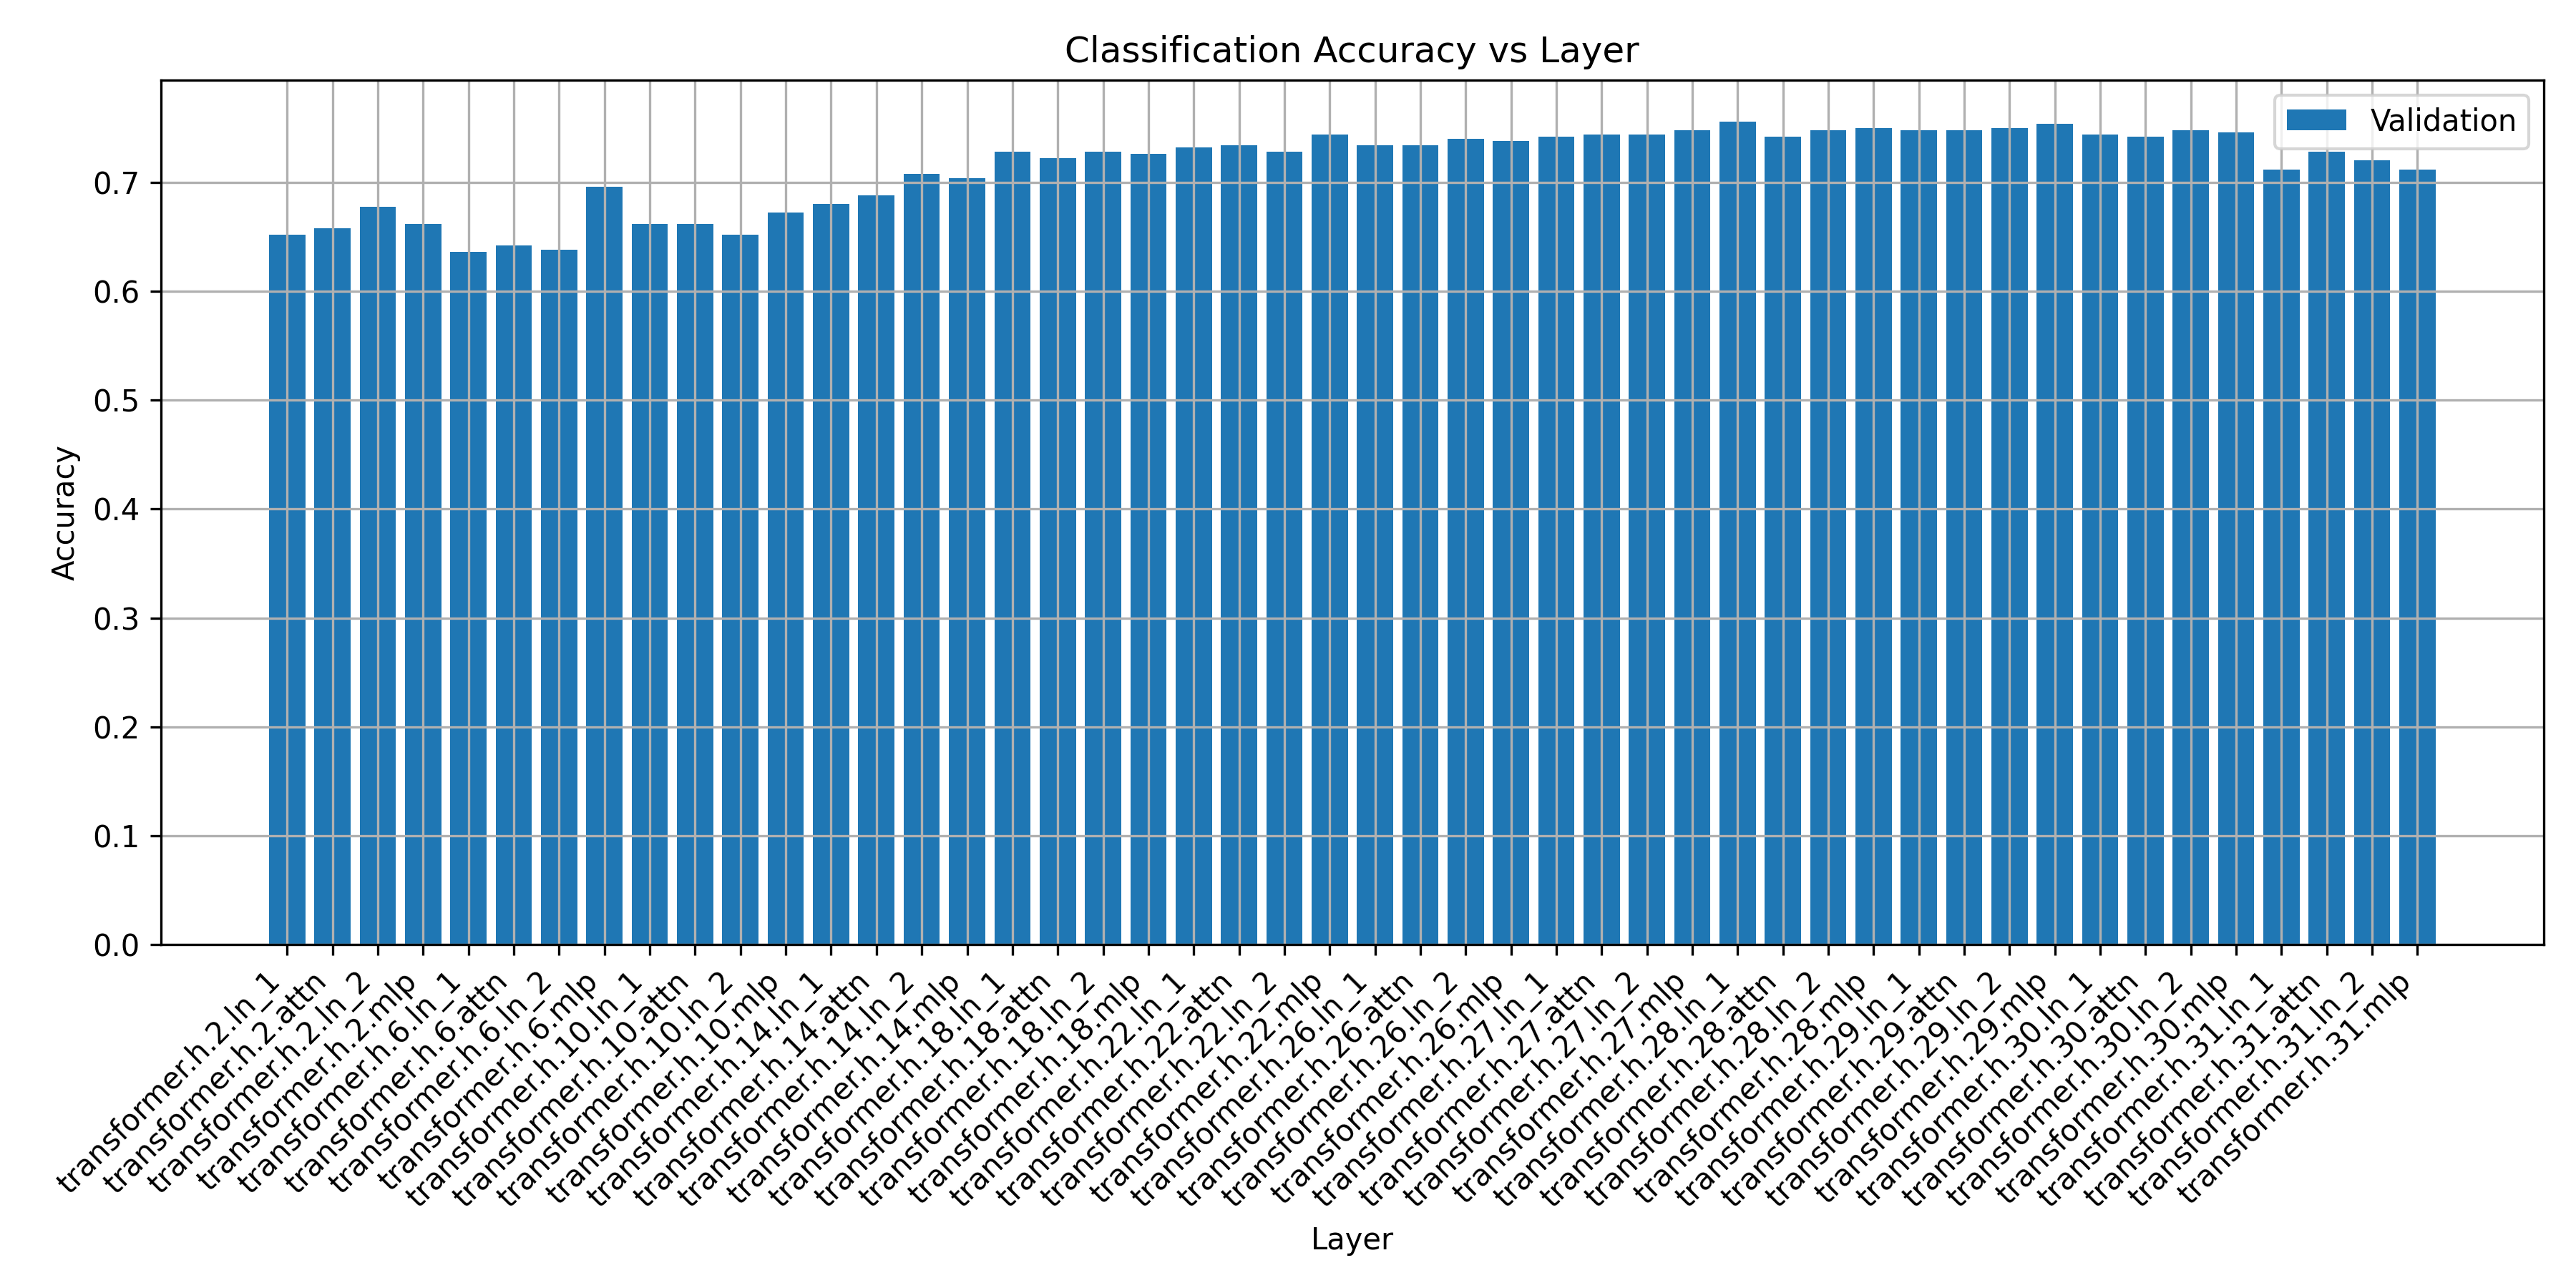 Classification Accuracy vs Layer
Validation
Accuracy
0.7
0.6
0.5
0.4
0.3
0.2
0.1
0.0
transformer.h.2.ln_1
transformer.h.2.attn
transformer.h.2.ln_2
transformer.h.2.mlp
transformer.h.6.ln_1
transformer.h.6.attn
transformer.h.6.ln_2
transformer.h.6.mlp
transformer.h.10.ln_1
transformer.h.10.attn
transformer.h.10.ln_2
transformer.h.10.mlp
transformer.h.14.ln_1
transformer.h.14.attn
transformer.h.14.ln_2
transformer.h.14.mlp
transformer.h.18.ln_1
transformer.h.18.attn
transformer.h.18.ln_2
transformer.h.18.mlp
transformer.h.22.ln_1
transformer.h.22.attn
transformer.h.22.ln_2
transformer.h.22.mlp
transformer.h.26.ln_1
transformer.h.26.attn
transformer.h.26.ln_2
transformer.h.26.mlp
transformer.h.27.ln_1
transformer.h.27.attn
transformer.h.27.ln_2
transformer.h.27.mlp
transformer.h.28.ln_1
transformer.h.28.attn
transformer.h.28.ln_2
transformer.h.28.mlp
transformer.h.29.ln_1
transformer.h.29.attn
transformer.h.29.ln_2
transformer.h.29.mlp
transformer.h.30.ln_1
transformer.h.30.attn
transformer.h.30.ln_2
transformer.h.30.mlp
transformer.h.31.ln_1
transformer.h.31.attn
transformer.h.31.ln_2
transformer.h.31.mlp
Layer